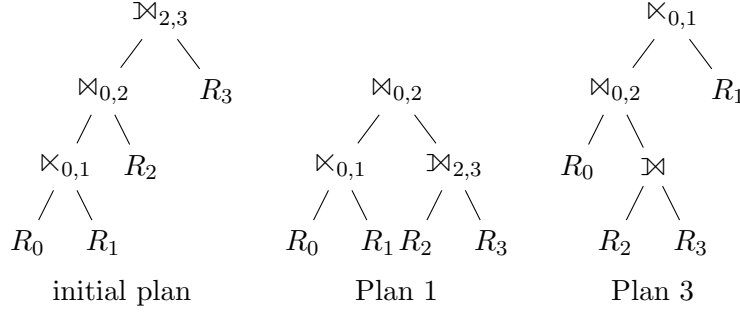 ⟕₂,₃ ⋉₀,₁
⋈₀,₂ R₃ ⋈₀,₂ ⋈₀,₂ R₁
⋉₀,₁ R₂ ⋉₀,₁ ⟕₂,₃ R₀ ⟕
R₀ R₁ R₀ R₁ R₂ R₃ R₂ R₃
initial plan Plan 1 Plan 3